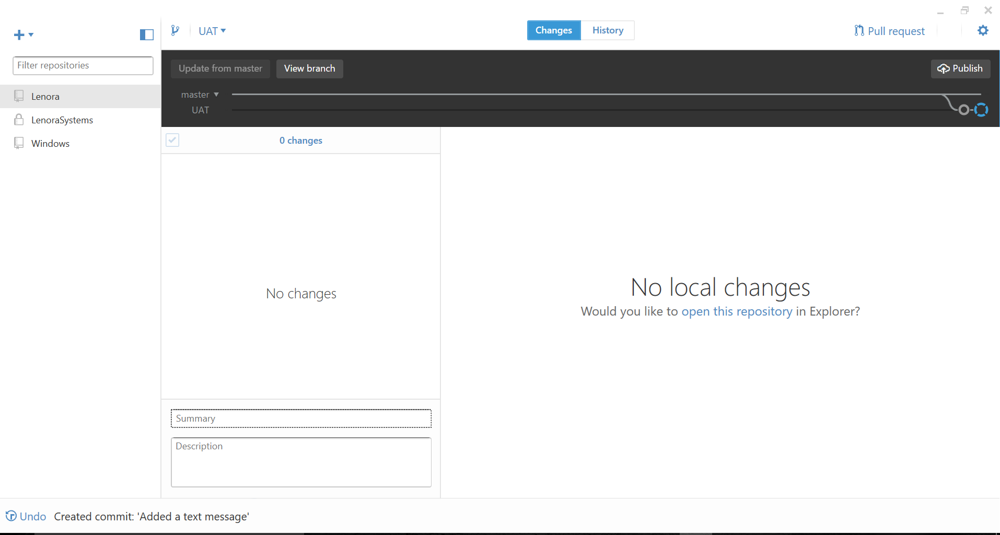 UAT
Changes
History
Pull request
Filter repositories
Update from master
View branch
Publish
Lenora
master
UAT
LenoraSystems
Windows
0 changes
No changes
No local changes
Would you like to open this repository in Explorer?
Summary
Description
Undo Created commit: 'Added a text message'